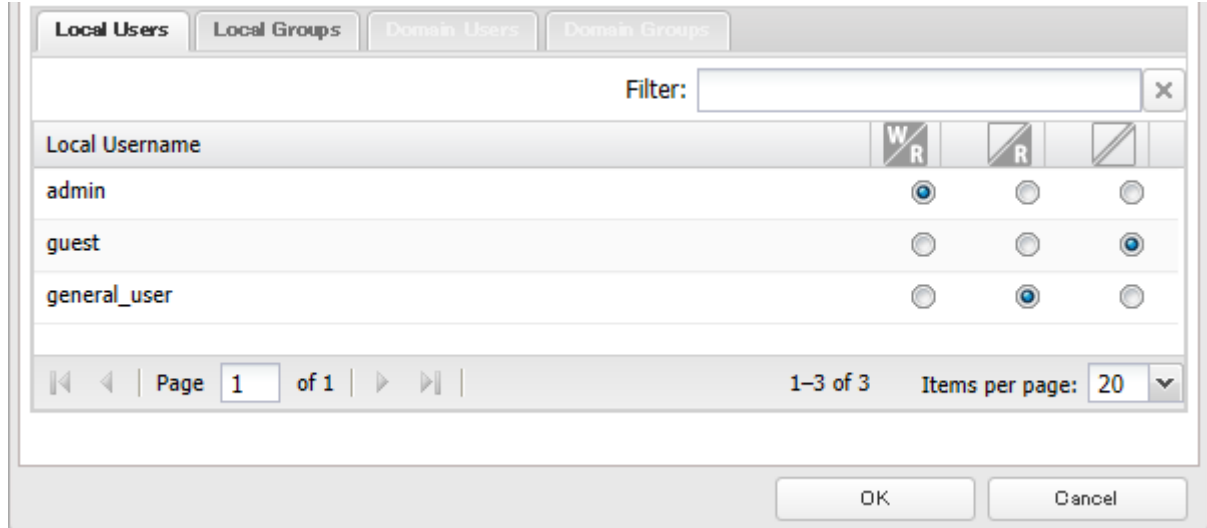 Local Users Local Groups Domain Users Domain Groups
Filter:
Local Username W/R R
admin
guest
general_user
Page 1 of 1 1–3 of 3 Items per page: 20
OK Cancel